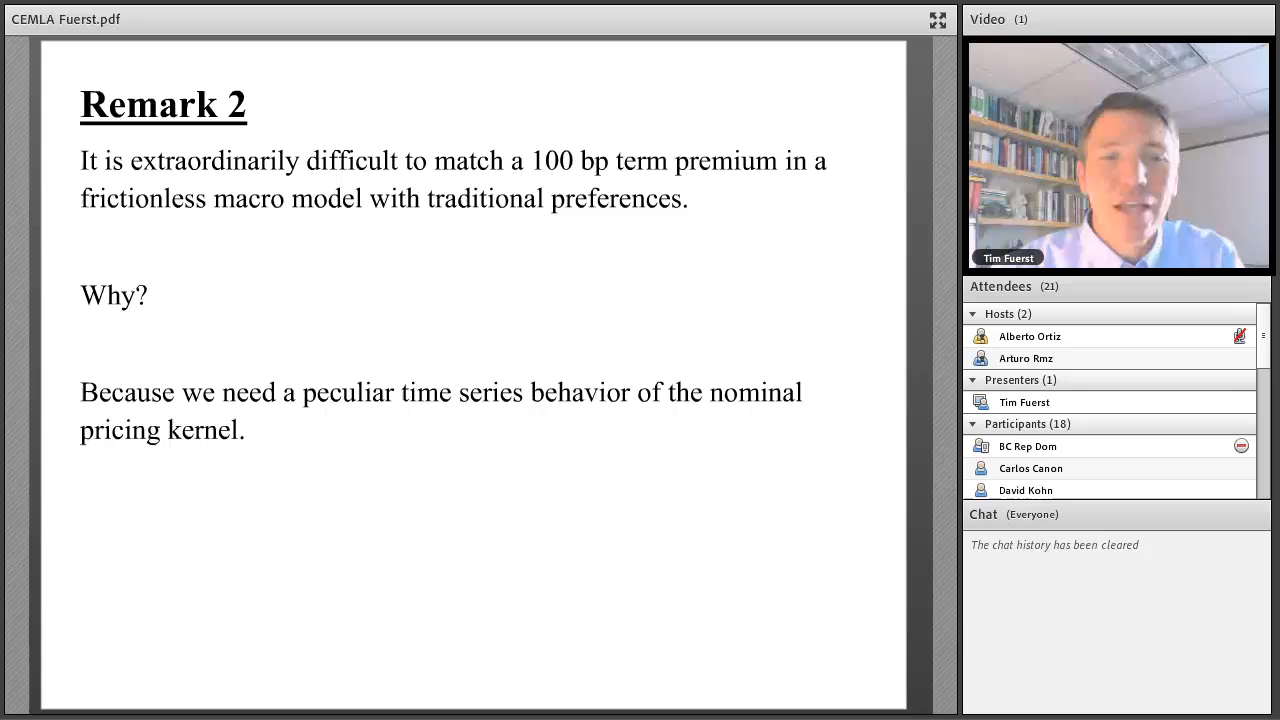 CEMLA Fuerst.pdf
Remark 2
It is extraordinarily difficult to match a 100 bp term premium in a
frictionless macro model with traditional preferences.
Why?
Because we need a peculiar time series behavior of the nominal
pricing kernel.
Video (1)
Tim Fuerst
Attendees (21)
Hosts (2)
Alberto Ortiz
Arturo Rmz
Presenters (1)
Tim Fuerst
Participants (18)
BC Rep Dom
Carlos Canon
David Kohn
Chat (Everyone)
The chat history has been cleared